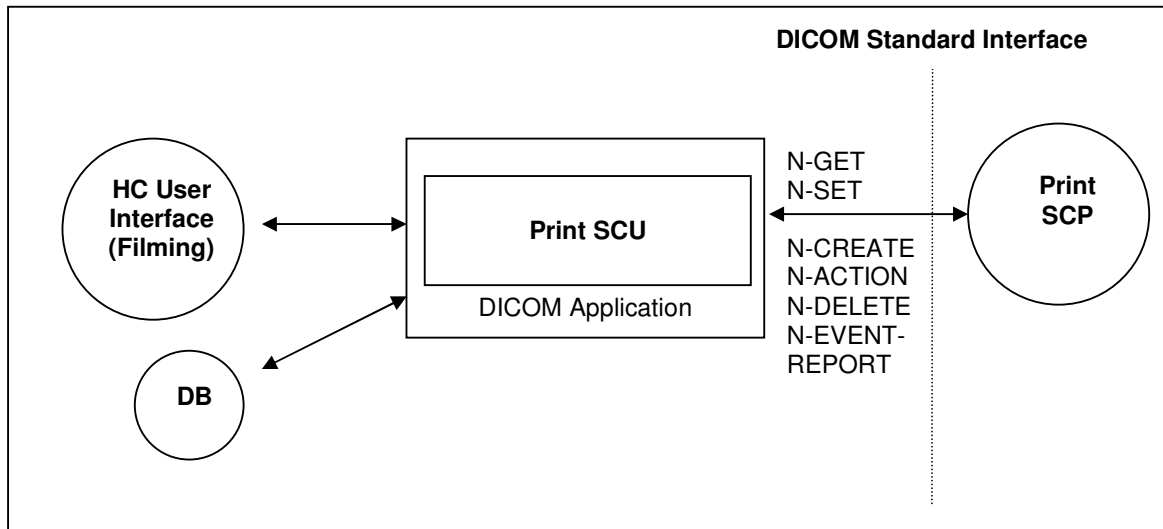 DICOM Standard Interface
HC User
Interface
(Filming)
Print SCU
DICOM Application
N-GET
N-SET
N-CREATE
N-ACTION
N-DELETE
N-EVENT-
REPORT
Print
SCP
DB